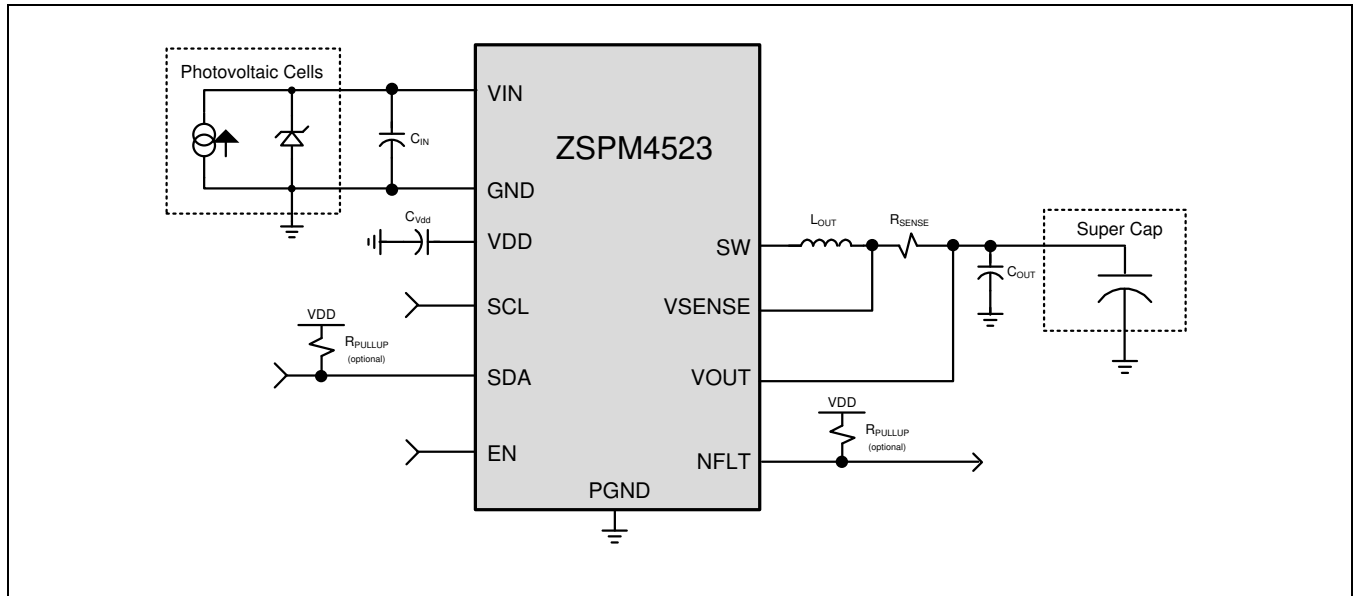 Photovoltaic Cells
VIN
CIN
ZSPM4523
GND
CVdd
VDD
SW
LOUT
RSENSE
Super Cap
COUT
SCL
VSENSE
VDD
RPULLUP
(optional)
SDA
VOUT
VDD
RPULLUP
(optional)
EN
NFLT
PGND